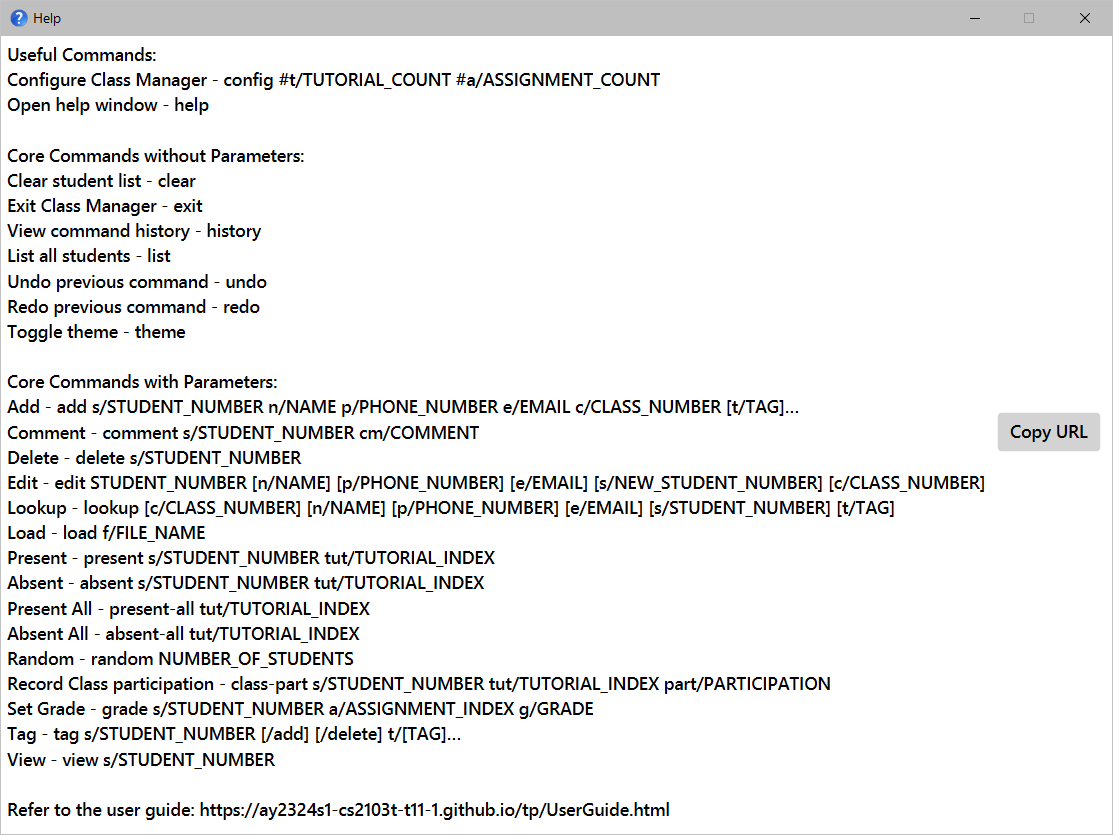 Help
Useful Commands:
Configure Class Manager - config #t/TUTORIAL_COUNT #a/ASSIGNMENT_COUNT
Open help window - help
Core Commands without Parameters:
Clear student list - clear
Exit Class Manager - exit
View command history - history
List all students - list
Undo previous command - undo
Redo previous command - redo
Toggle theme - theme
Core Commands with Parameters:
Add - add s/STUDENT_NUMBER n/NAME p/PHONE_NUMBER e/EMAIL c/CLASS_NUMBER [t/TAG]...
Comment - comment s/STUDENT_NUMBER cm/COMMENT
Delete - delete s/STUDENT_NUMBER
Edit - edit STUDENT_NUMBER [n/NAME] [p/PHONE_NUMBER] [e/EMAIL] [s/NEW_STUDENT_NUMBER] [c/CLASS_NUMBER]
Lookup - lookup [c/CLASS_NUMBER] [n/NAME] [p/PHONE_NUMBER] [e/EMAIL] [s/STUDENT_NUMBER] [t/TAG]
Load - load f/FILE_NAME
Present - present s/STUDENT_NUMBER tut/TUTORIAL_INDEX
Absent - absent s/STUDENT_NUMBER tut/TUTORIAL_INDEX
Present All - present-all tut/TUTORIAL_INDEX
Absent All - absent-all tut/TUTORIAL_INDEX
Random - random NUMBER_OF_STUDENTS
Record Class participation - class-part s/STUDENT_NUMBER tut/TUTORIAL_INDEX part/PARTICIPATION
Set Grade - grade s/STUDENT_NUMBER a/ASSIGNMENT_INDEX g/GRADE
Tag - tag s/STUDENT_NUMBER [/add] [/delete] t/[TAG]...
View - view s/STUDENT_NUMBER
Refer to the user guide: https://ay2324s1-cs2103t-t11-1.github.io/tp/UserGuide.html
Copy URL